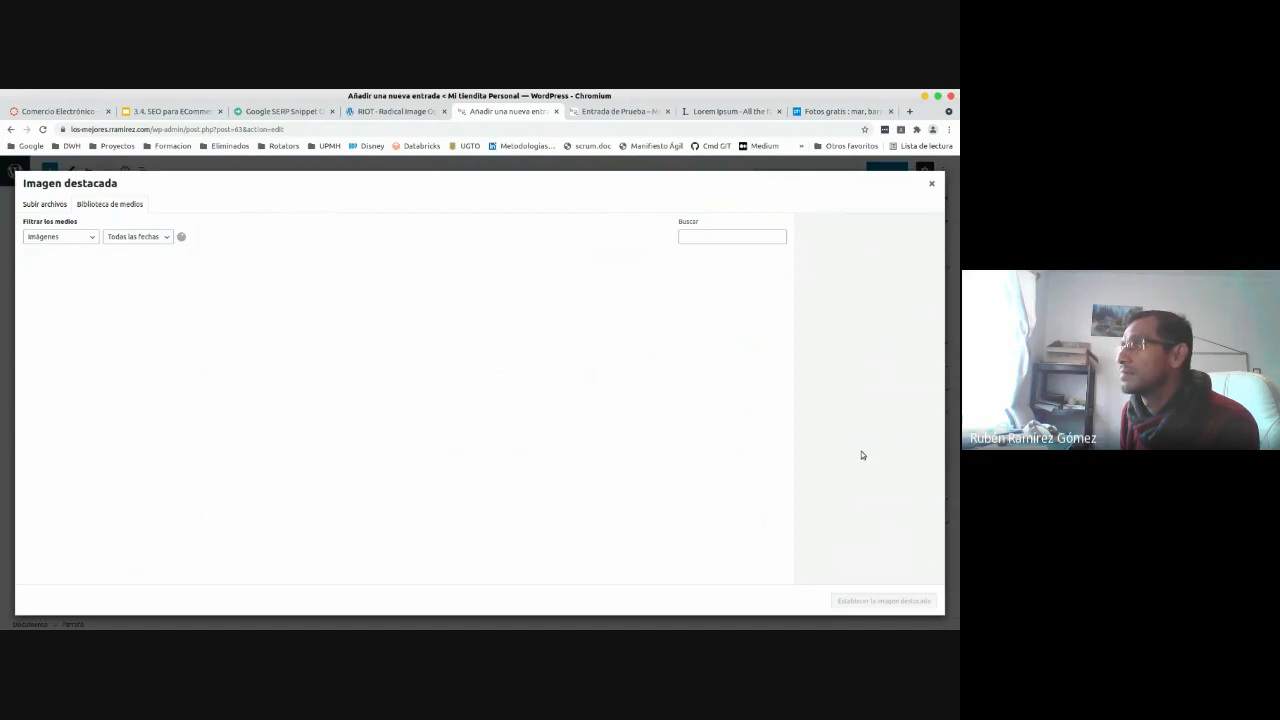 Añadir una nueva entrada < Mi tiendita Personal — WordPress - Chromium
Comercio Electrónico
3.4. SEO para EComme
Google SERP Snippet
RIOT - Radical Image Op
Añadir una nueva entr
Entrada de Prueba – M
Lorem Ipsum - All the
Fotos gratis : mar, bar
los-mejores.rramirez.com/wp-admin/post.php?post=63&action=edit
Google DWH Proyectos Formacion Eliminados Rotators UPMH Disney Databricks UGTO Metodologías... scrum.doc Manifiesto Ágil Cmd GIT Medium » Otros favoritos Lista de lectura
Imagen destacada
Subir archivos Biblioteca de medios
Filtrar los medios Buscar
Imágenes Todas las fechas
Rubén Ramírez Gómez
Establecer la imagen destacada
Documento → Párrafo